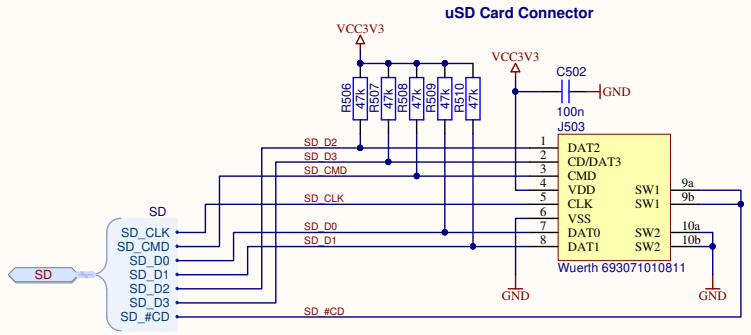 uSD Card Connector
VCC3V3
VCC3V3
R506 47k
R507 47k
R508 47k
R509 47k
R510 47k
C502
GND
100n
J503
SD_D2
1 DAT2
SD_D3
2 CD/DAT3
SD_CMD
3 CMD
4 VDD SW1 9a
SD_CLK
5 CLK SW1 9b
6 VSS
SD_D0
7 DAT0 SW2 10a
SD_D1
8 DAT1 SW2 10b
Wuerth 693071010811
GND
GND
SD
SD_CLK
SD_CMD
SD_D0
SD_D1
SD_D2
SD_D3
SD_#CD
SD
SD_#CD